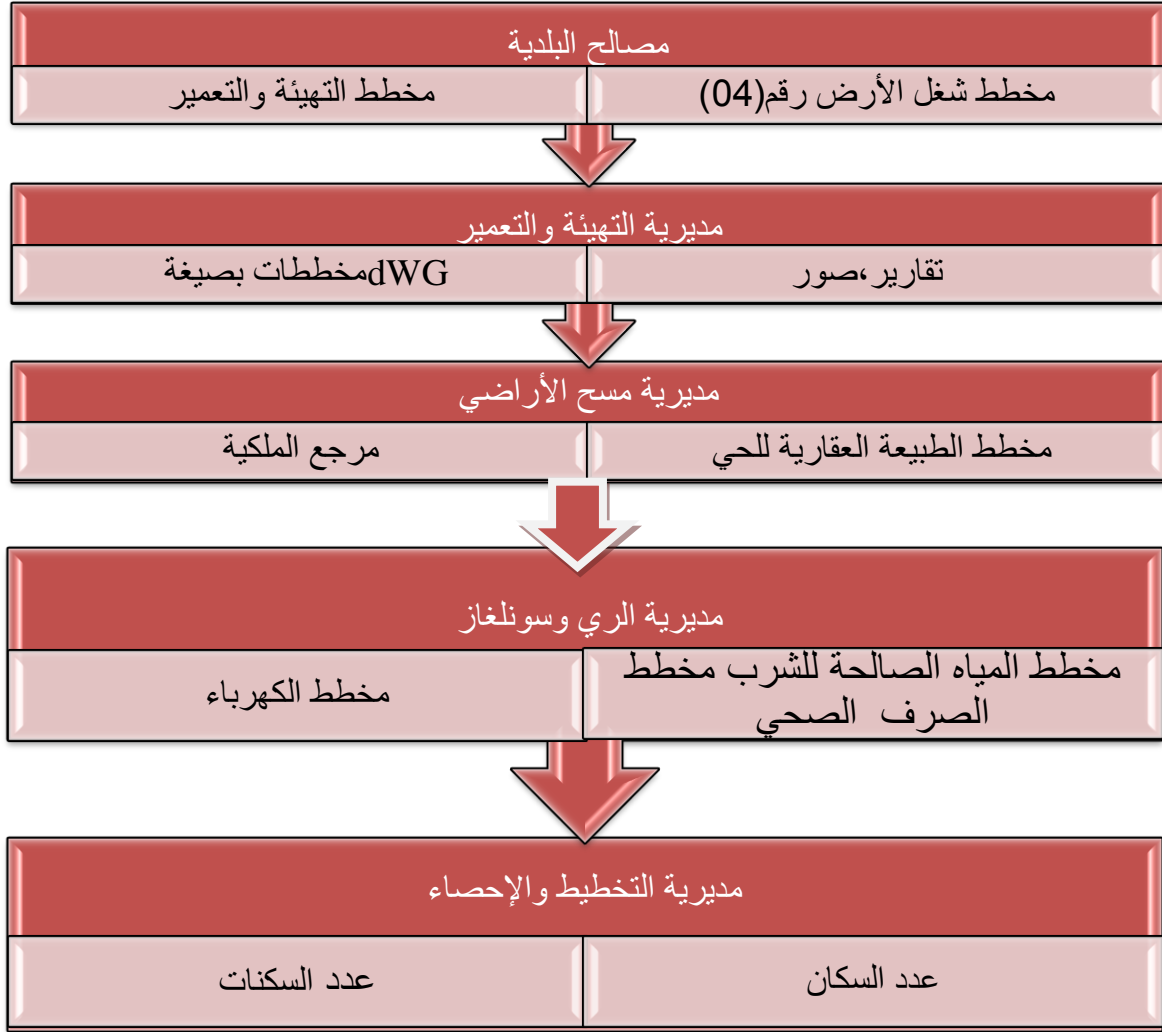 مصالح البلدية
مخطط شغل الأرض رقم(04)
مخطط التهيئة والتعمير
مديرية التهيئة والتعمير
تقارير،صور
مخططات بصيغةdWG
مديرية مسح الأراضي
مخطط الطبيعة العقارية للحي
مرجع الملكية
مديرية الري وسونلغاز
مخطط المياه الصالحة للشرب مخطط
الصرف الصحي
مخطط الكهرباء
مديرية التخطيط والإحصاء
عدد السكان
عدد السكنات